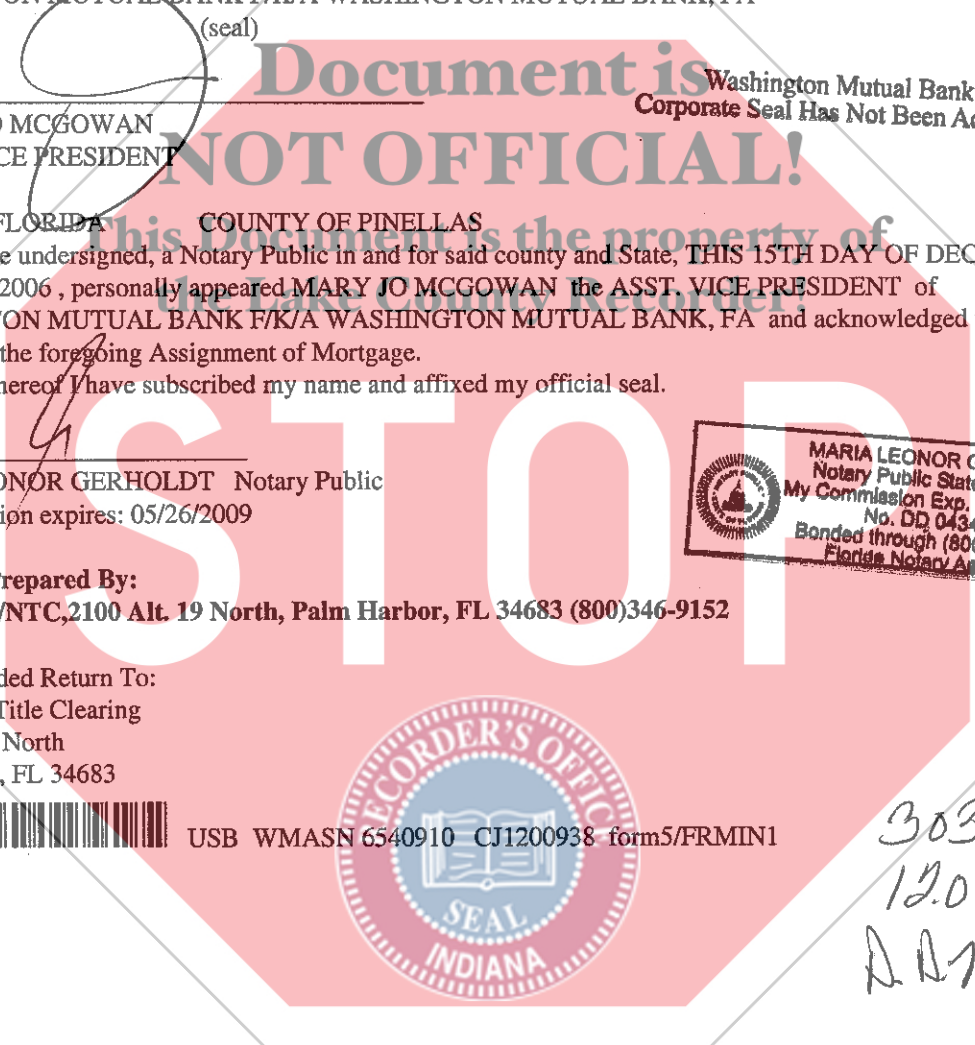 (seal)
Document is
Washington Mutual Bank
Corporate Seal Has Not Been
MCGOWAN
NOT OFFICIAL!
PRESIDENT
FLORIDA COUNTY OF PINELLAS
This Document is the property of
undersigned, a Notary Public in and for said county and State, THIS 15TH DAY OF
2006 , personally appeared MARY JO MCGOWAN the ASST. VICE PRESIDENT of
the Lake County Recorder!
MUTUAL BANK F/K/A WASHINGTON MUTUAL BANK, FA and acknowledged
the foregoing Assignment of Mortgage.
I have subscribed my name and affixed my official seal.
STOP
GERHOLDT Notary Public
expires: 05/26/2009
MARIA LEONOR
Notary Public
My Commission Exp.
No. DD
Bonded through
Florida Notary
Prepared By:
/NTC,2100 Alt. 19 North, Palm Harbor, FL 34683 (800)346-9152
Return To:
Title Clearing
North
, FL 34683
USB WMASN 6540910 CJ1200938 form5/FRMIN1
RECORDER'S OFFICE
SEAL
INDIANA